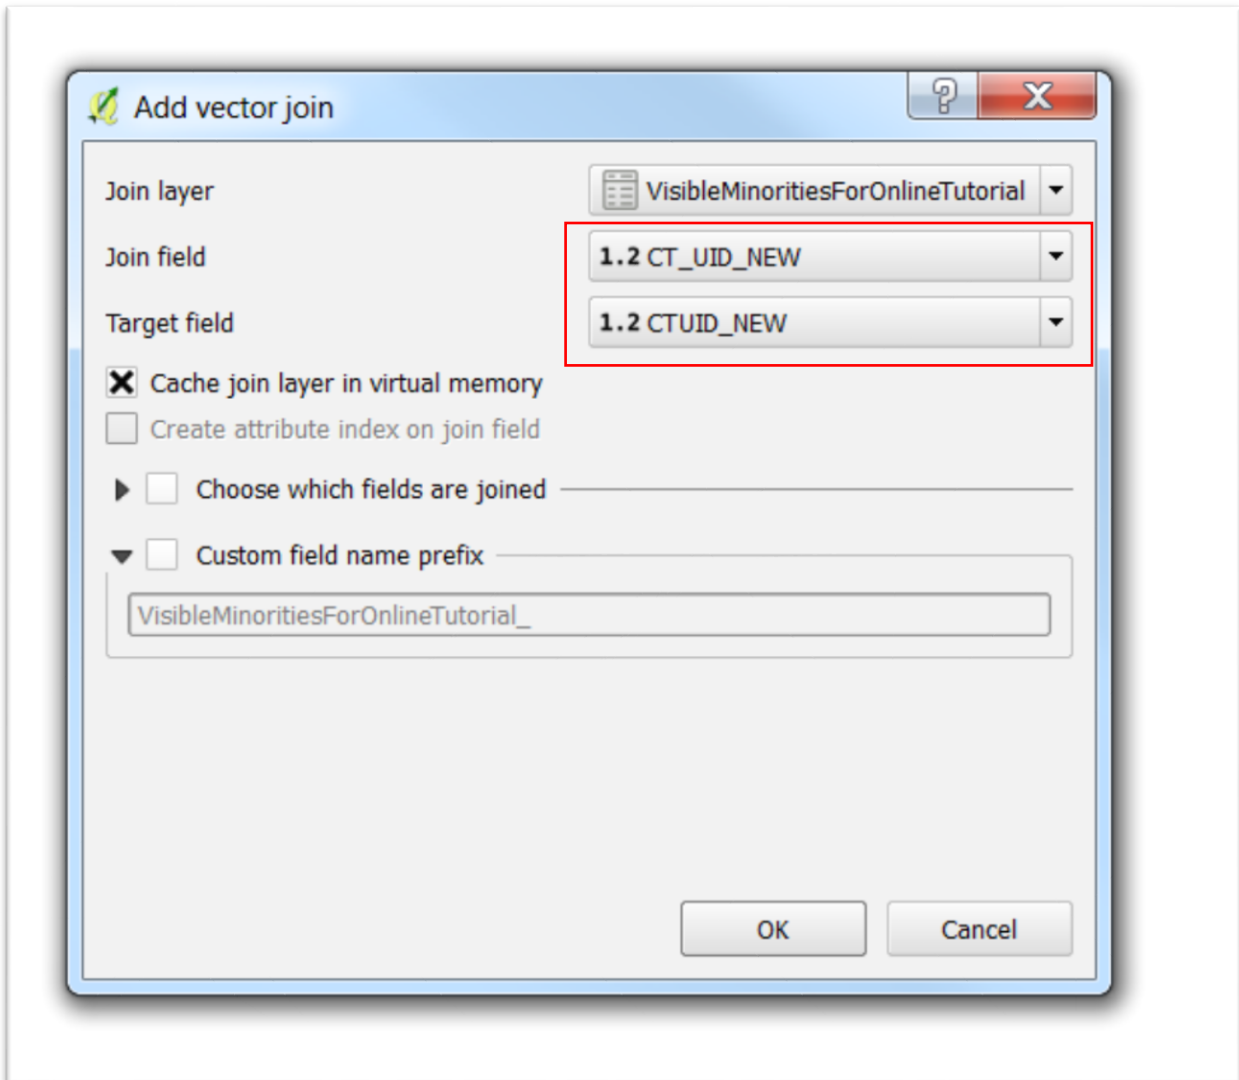 Add vector join
Join layer VisibleMinoritiesForOnlineTutorial
Join field 1.2 CT_UID_NEW
Target field 1.2 CTUID_NEW
Cache join layer in virtual memory
Create attribute index on join field
Choose which fields are joined
Custom field name prefix
VisibleMinoritiesForOnlineTutorial_
OK Cancel